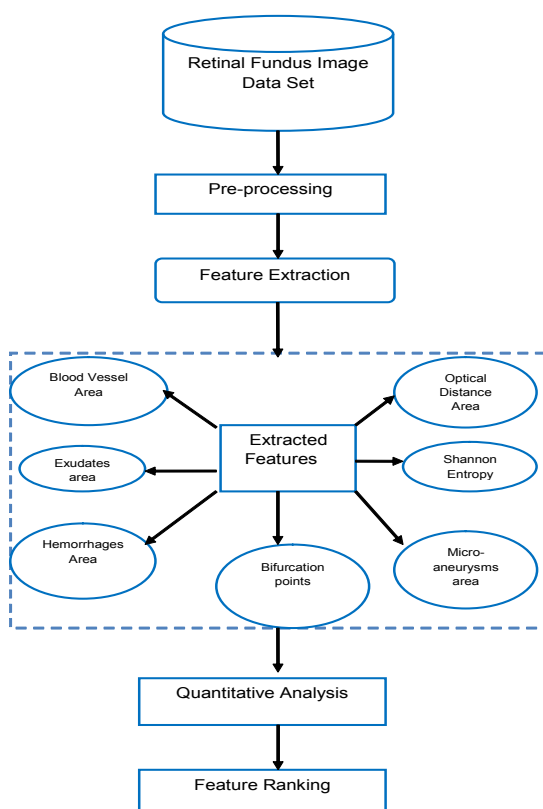 Retinal Fundus Image
Data Set
Pre-processing
Feature Extraction
Blood Vessel
Area
Optical
Distance
Area
Extracted
Features
Exudates
area
Shannon
Entropy
Hemorrhages
Area
Bifurcation
points
Micro-
aneurysms
area
Quantitative Analysis
Feature Ranking